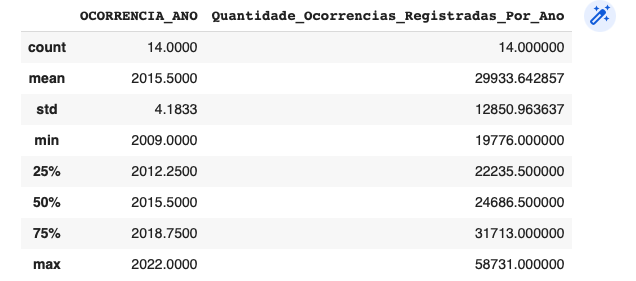 OCORRENCIA_ANO Quantidade_Ocorrencias_Registradas_Por_Ano
count 14.0000 14.000000
mean 2015.5000 29933.642857
std 4.1833 12850.963637
min 2009.0000 19776.000000
25% 2012.2500 22235.500000
50% 2015.5000 24686.500000
75% 2018.7500 31713.000000
max 2022.0000 58731.000000